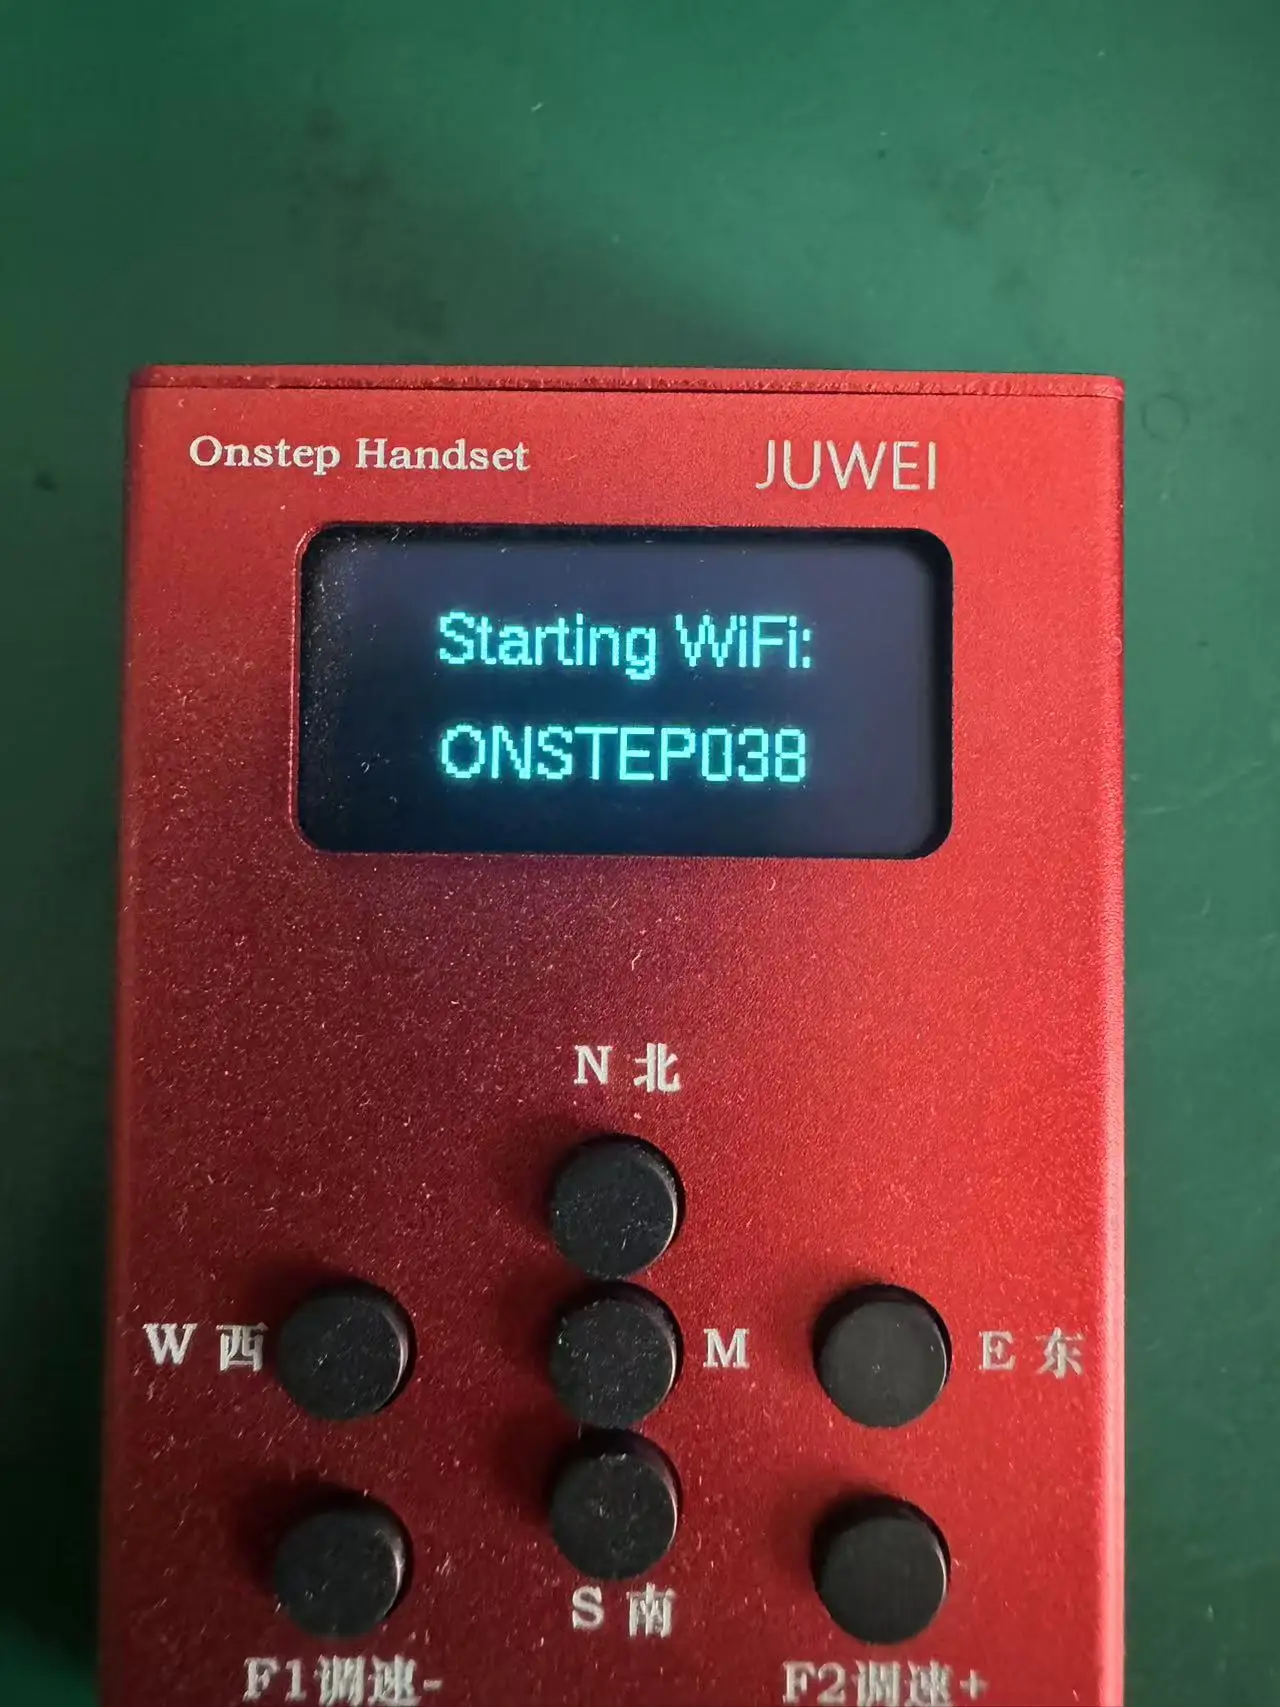 Onstep Handset
JUWEI
Starting WiFi:
ONSTEP038
N 北
W 西
M
E 东
S 南
F1调速-
F2调速+